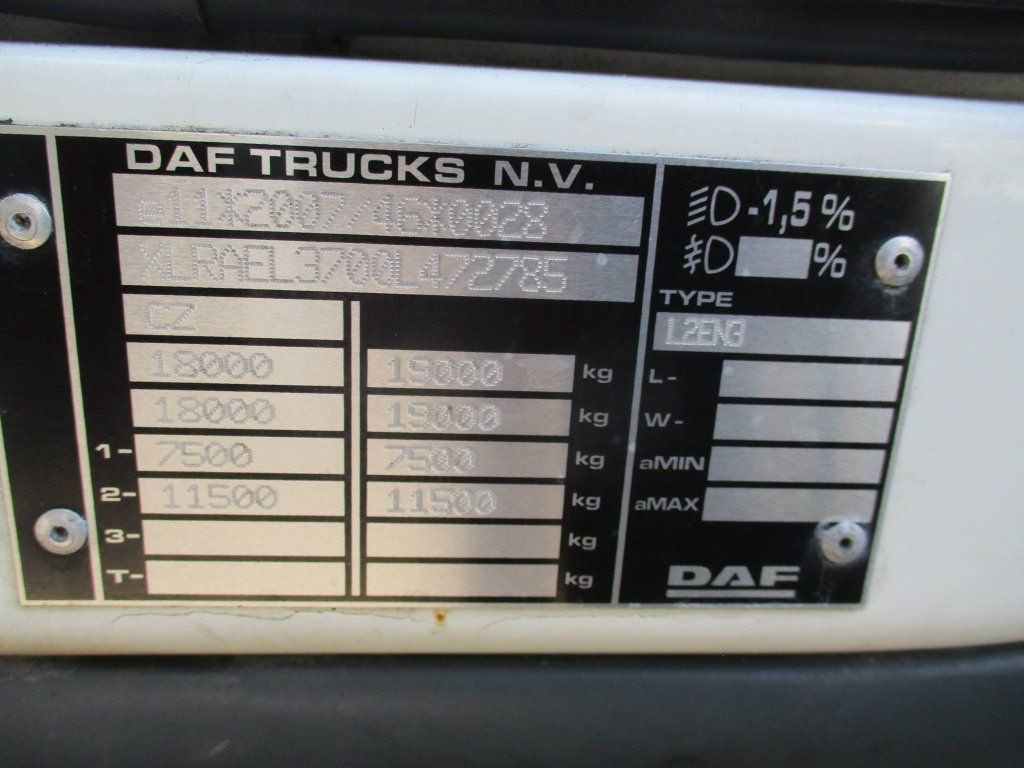 DAF TRUCKS N.V.
e11*2007/46*0028
XLRAEL3700L472785
CZ
18000 19000 kg
18000 19000 kg
1- 7500 7500 kg
2- 11500 11500 kg
3- kg
T- kg
-1,5%
%
TYPE
L2EN3
L-
W-
aMIN
aMAX
DAF